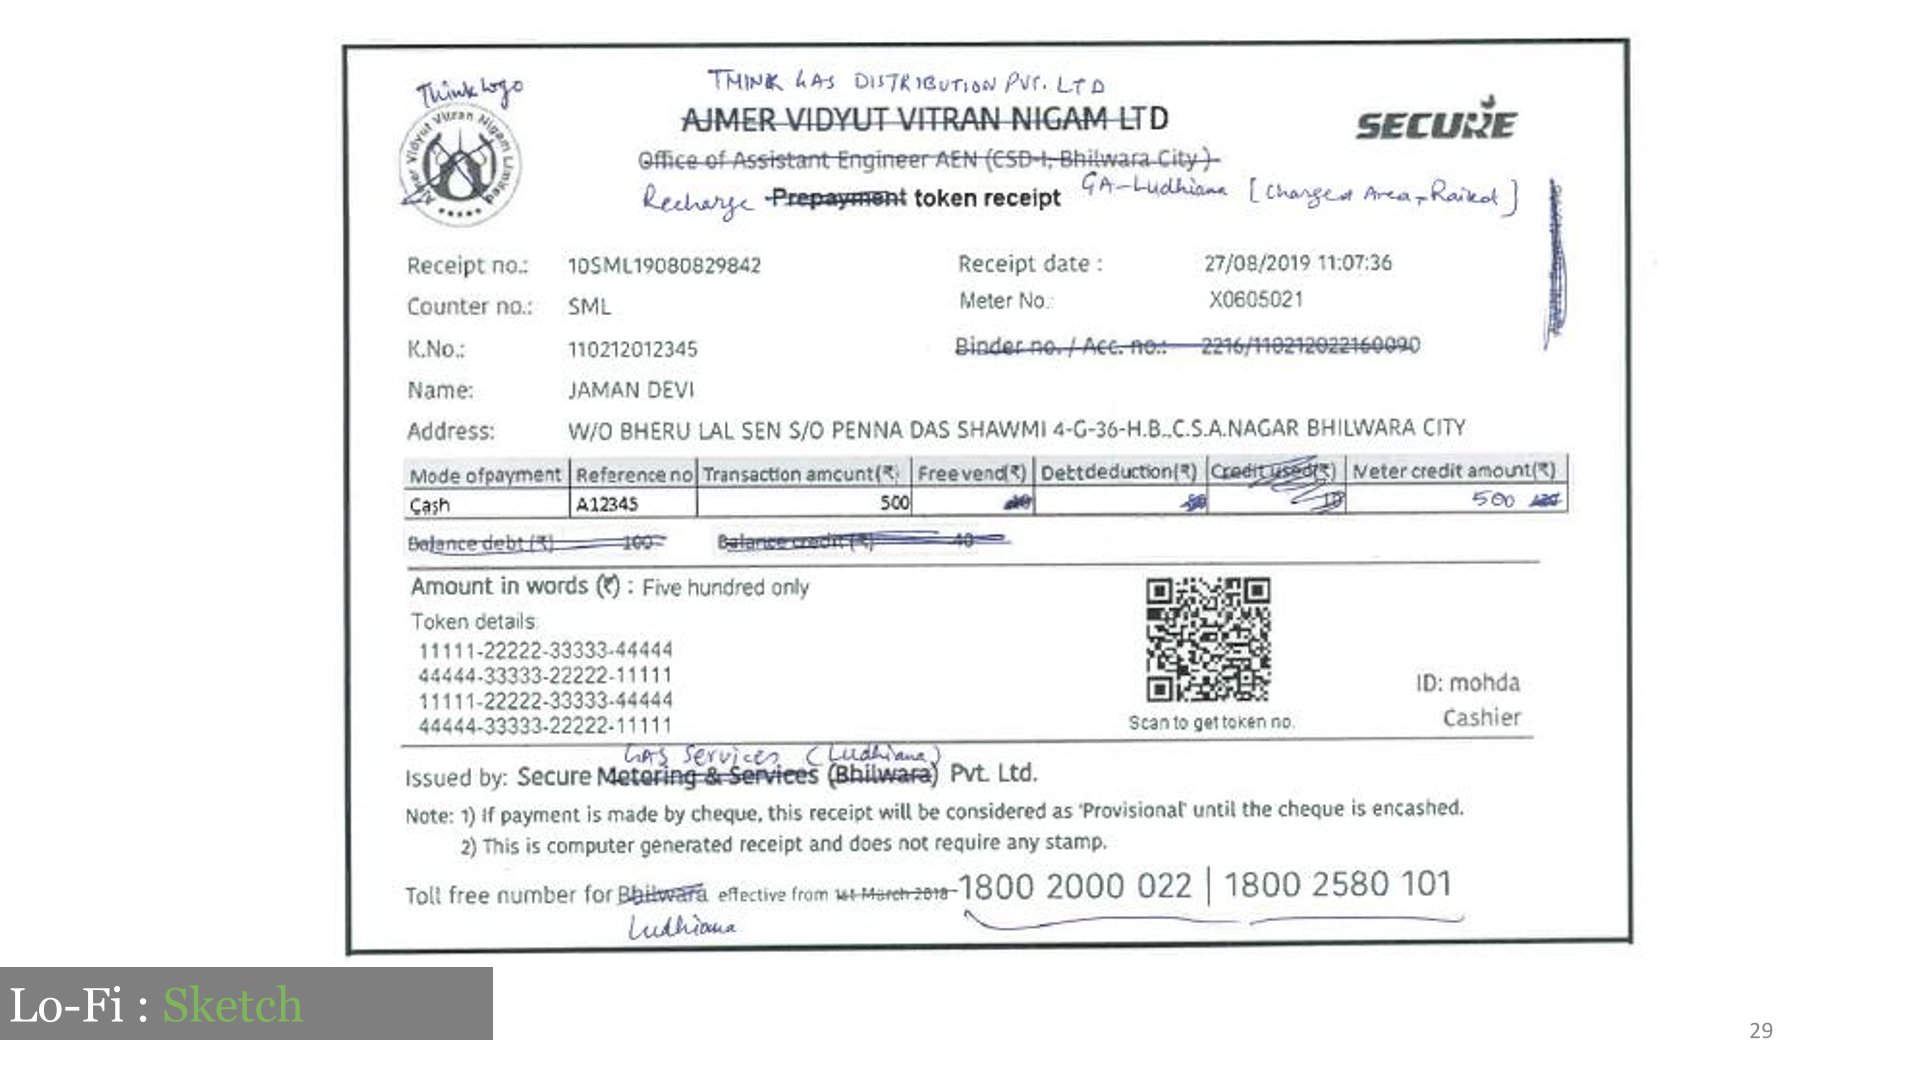 Think Logo
THINK GAS DISTRIBUTION PVT. LTD
AJMER VIDYUT VITRAN NIGAM LTD
SECURE
Ajmer Vidyut Vitran Nigam Limited
Office of Assistant Engineer AEN (CSD-I, Bhilwara City)
Recharge Prepayment token receipt GA-Ludhiana [Charged Area-Raikot]
Receipt no.: 10SML19080829842 Receipt date : 27/08/2019 11:07:36
Counter no.: SML Meter No.: X0605021
K.No.: 110212012345 Binder no. / Acc. no.: 2216/110212022160090
Name: JAMAN DEVI
Address: W/O BHERU LAL SEN S/O PENNA DAS SHAWMI 4-G-36-H.B..C.S.A.NAGAR BHILWARA CITY
Mode ofpayment Reference no Transaction amcunt(₹) Free vend(₹) Debt deduction(₹) Credit used(₹) Meter credit amount(₹)
Cash A12345 500 10 500
Balance debt (₹) 100 Balance credit (₹) 40
Amount in words (₹) : Five hundred only
Token details:
11111-22222-33333-44444
44444-33333-22222-11111
11111-22222-33333-44444
44444-33333-22222-11111
ID: mohda
Cashier
Scan to get token no.
GAS Services (Ludhiana)
Issued by: Secure Metering & Services (Bhilwara) Pvt. Ltd.
Note: 1) If payment is made by cheque, this receipt will be considered as 'Provisional' until the cheque is encashed.
2) This is computer generated receipt and does not require any stamp.
Toll free number for Bhilwara effective from 1st March 2018 1800 2000 022 | 1800 2580 101
Ludhiana
Lo-Fi : Sketch
29